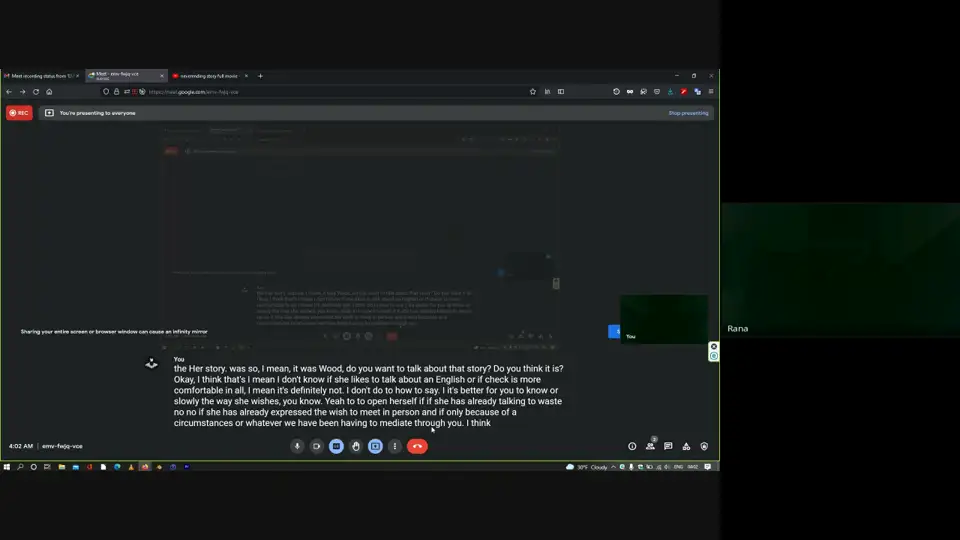 Meet recording status from
Meet - emv-fwjq-vce
neverending story full movie
https://meet.google.com/emv-fwjq-vce
REC
You're presenting to everyone
Stop presenting
Sharing your entire screen or browser window can cause an infinity mirror
You
Rana
You
the Her story. was so, I mean, it was Wood, do you want to talk about that story? Do you think it is?
Okay, I think that's I mean I don't know if she likes to talk about an English or if check is more
comfortable in all, I mean it's definitely not. I don't do to how to say. I it's better for you to know or
slowly the way she wishes, you know. Yeah to to open herself if if she has already talking to waste
no no if she has already expressed the wish to meet in person and if only because of a
circumstances or whatever we have been having to mediate through you. I think
4:02 AM
emv-fwjq-vce
2
30°F Cloudy
ENG